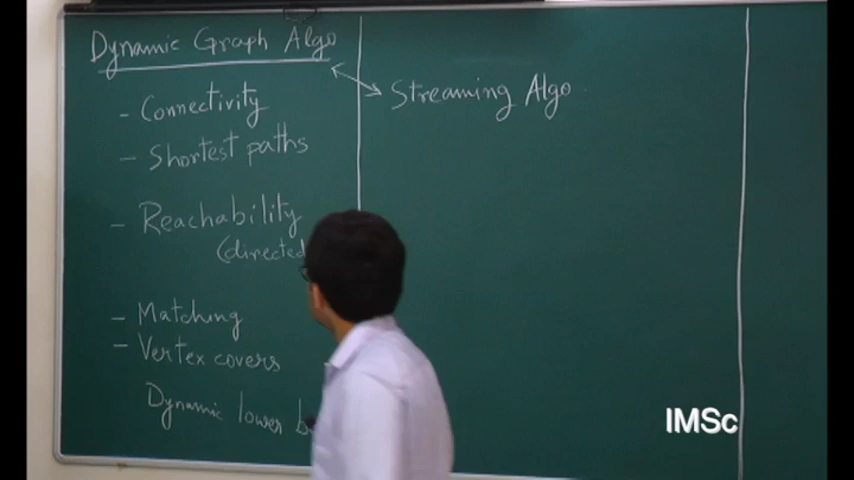 Dynamic Graph Algo
- Connectivity
- Shortest paths
- Reachability
(directed
- Matching
- Vertex covers
Dynamic lower
Streaming Algo
IMSc